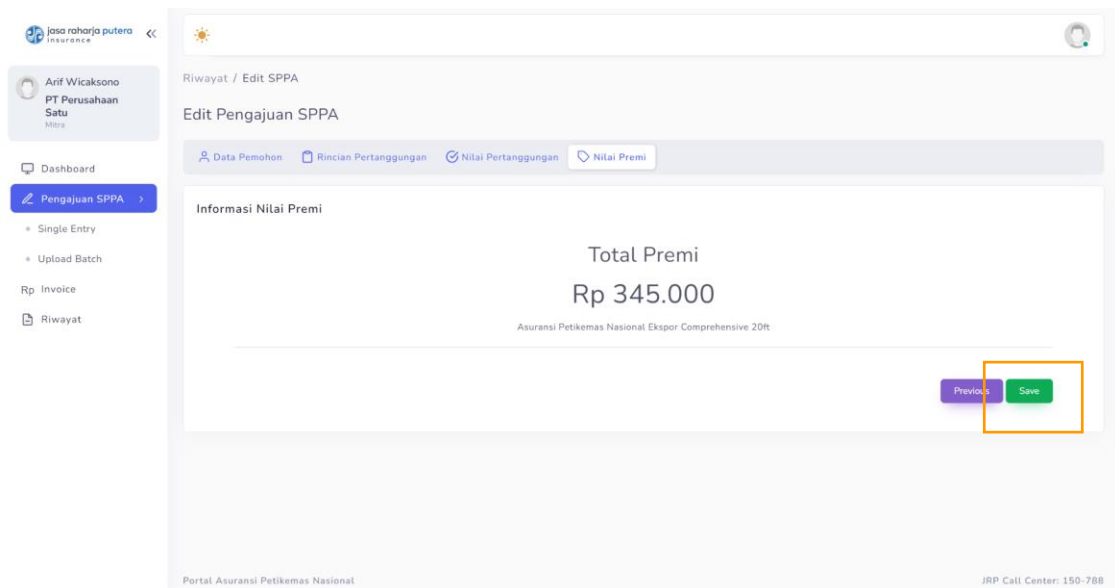 jasa raharja putera
insurance
Arif Wicaksono
PT Perusahaan
Satu
Mitra
Dashboard
Pengajuan SPPA
Single Entry
Upload Batch
Rp Invoice
Riwayat
Riwayat / Edit SPPA
Edit Pengajuan SPPA
Data Pemohon Rincian Pertanggungan Nilai Pertanggungan Nilai Premi
Informasi Nilai Premi
Total Premi
Rp 345.000
Asuransi Petikemas Nasional Ekspor Comprehensive 20ft
Previous Save
Portal Asuransi Petikemas Nasional JRP Call Center: 150-788